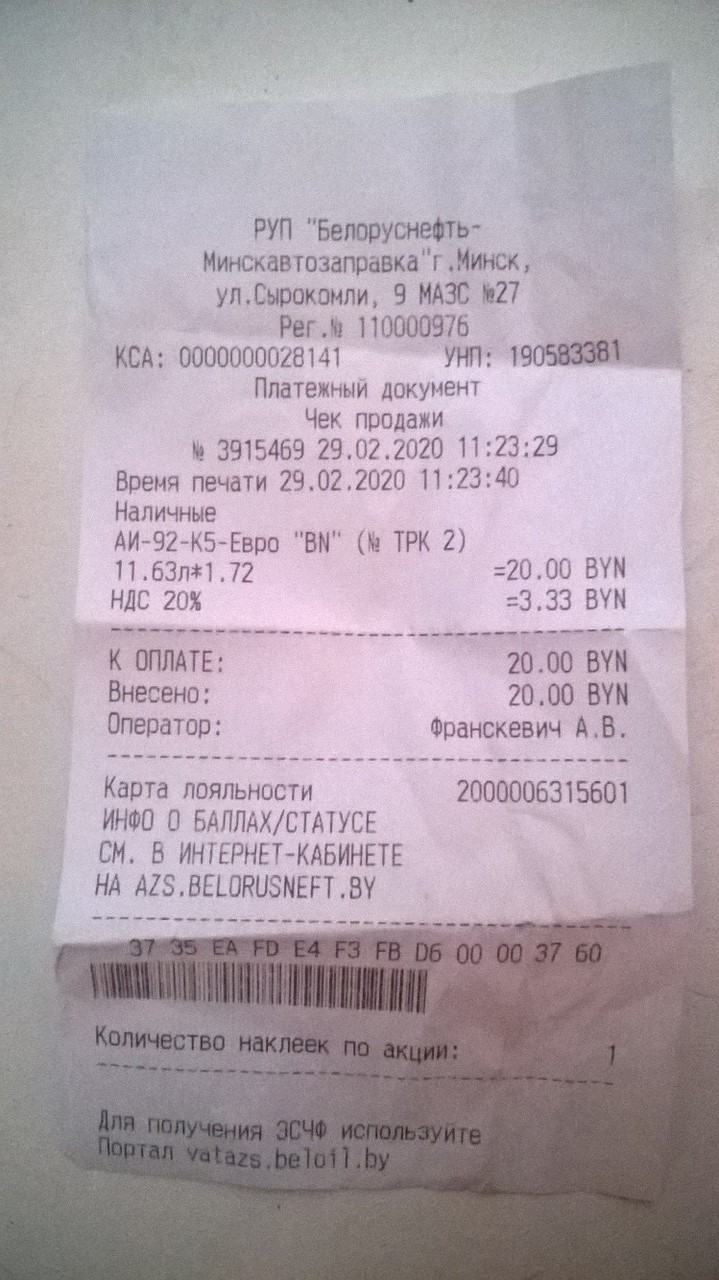 РУП "Белоруснефть-
Минскавтозаправка"г.Минск,
ул.Сырокомли, 9 МАЗС №27
Рег.№ 110000976
КСА: 0000000028141 УНП: 190583381
Платежный документ
Чек продажи
№ 3915469 29.02.2020 11:23:29
Время печати 29.02.2020 11:23:40
Наличные
АИ-92-К5-Евро "BN" (№ ТРК 2)
11.63л*1.72 =20.00 BYN
НДС 20% =3.33 BYN
К ОПЛАТЕ: 20.00 BYN
Внесено: 20.00 BYN
Оператор: Франскевич А.В.
Карта лояльности 2000006315601
ИНФО О БАЛЛАХ/СТАТУСЕ
СМ. В ИНТЕРНЕТ-КАБИНЕТЕ
НА AZS.BELORUSNEFT.BY
37 35 EA FD E4 F3 FB D6 00 00 37 60
Количество наклеек по акции: 1
Для получения ЭСЧФ используйте
Портал vatazs.beloil.by